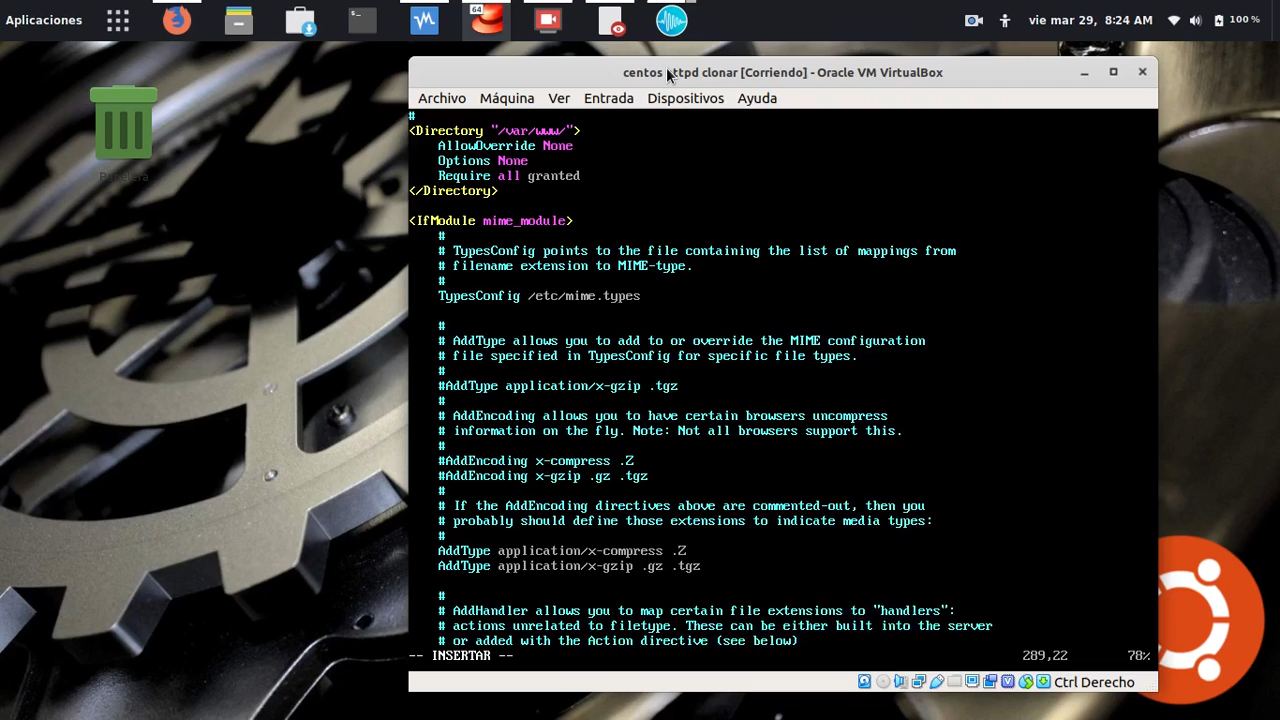 Aplicaciones
64
vie mar 29, 8:24 AM
100 %
centos ttpd clonar [Corriendo] - Oracle VM VirtualBox
Archivo Máquina Ver Entrada Dispositivos Ayuda
#
<Directory "/var/www/">
AllowOverride None
Options None
Require all granted
</Directory>
<IfModule mime_module>
#
# TypesConfig points to the file containing the list of mappings from
# filename extension to MIME-type.
#
TypesConfig /etc/mime.types
#
# AddType allows you to add to or override the MIME configuration
# file specified in TypesConfig for specific file types.
#
#AddType application/x-gzip .tgz
#
# AddEncoding allows you to have certain browsers uncompress
# information on the fly. Note: Not all browsers support this.
#
#AddEncoding x-compress .Z
#AddEncoding x-gzip .gz .tgz
#
# If the AddEncoding directives above are commented-out, then you
# probably should define those extensions to indicate media types:
#
AddType application/x-compress .Z
AddType application/x-gzip .gz .tgz
#
# AddHandler allows you to map certain file extensions to "handlers":
# actions unrelated to filetype. These can be either built into the server
# or added with the Action directive (see below)
-- INSERTAR -- 289,22 78%
Ctrl Derecho